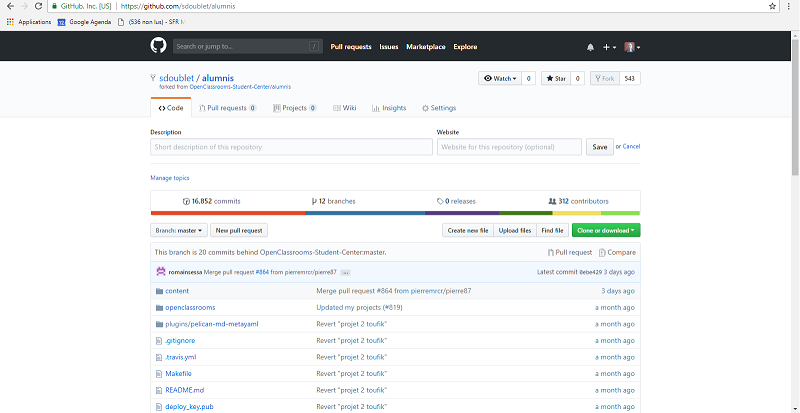 GitHub, Inc. [US] | https://github.com/sdoublet/alumnis
Applications Google Agenda (536 non lus) - SFR M
Search or jump to... / Pull requests Issues Marketplace Explore
sdoublet / alumnis Watch 0 Star 0 Fork 543
forked from OpenClassrooms-Student-Center/alumnis
Code Pull requests 0 Projects 0 Wiki Insights Settings
Description Website
Short description of this repository Website for this repository (optional) Save or Cancel
Manage topics
16,852 commits 12 branches 0 releases 312 contributors
Branch: master New pull request Create new file Upload files Find file Clone or download
This branch is 20 commits behind OpenClassrooms-Student-Center:master. Pull request Compare
romainsessa Merge pull request #864 from pierremrcr/pierre87 ... Latest commit 0ebe429 3 days ago
content Merge pull request #864 from pierremrcr/pierre87 3 days ago
openclassrooms Updated my projects (#819) a month ago
plugins/pelican-md-metayaml Revert "projet 2 toufik" a month ago
.gitignore Revert "projet 2 toufik" a month ago
.travis.yml Revert "projet 2 toufik" a month ago
Makefile Revert "projet 2 toufik" a month ago
README.md Revert "projet 2 toufik" a month ago
deploy_key.pub Revert "projet 2 toufik" a month ago